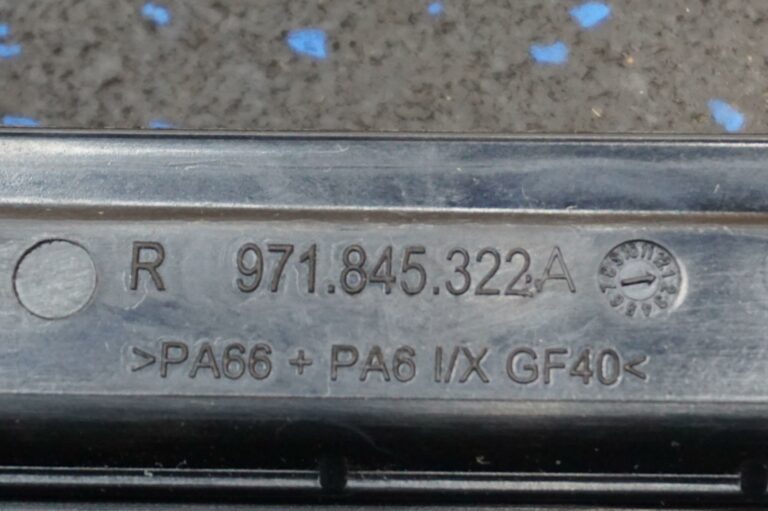 R 971.845.322 A
>PA66 + PA6 I/X GF40<